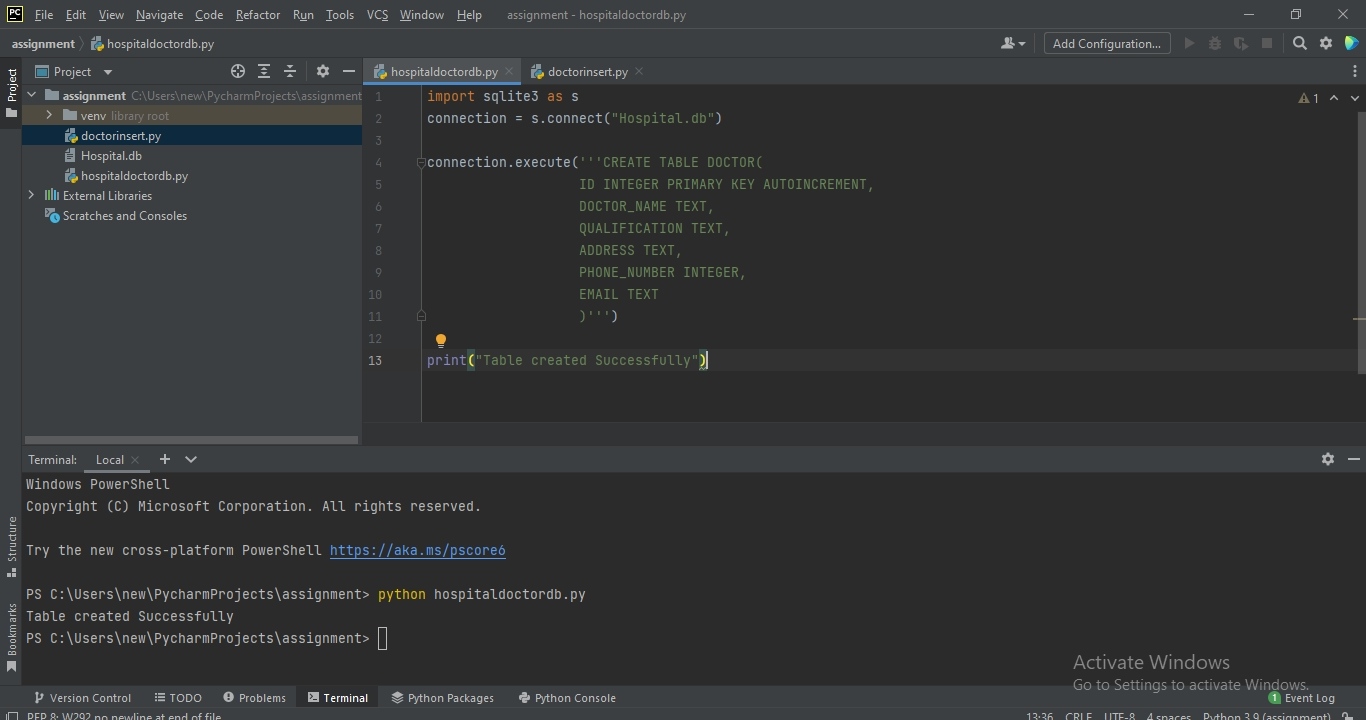 PC File Edit View Navigate Code Refactor Run Tools VCS Window Help assignment - hospitaldoctordb.py
assignment hospitaldoctordb.py Add Configuration...
Project
Project
hospitaldoctordb.py doctorinsert.py
assignment C:\Users\new\PycharmProjects\assignment
venv library root
doctorinsert.py
Hospital.db
hospitaldoctordb.py
External Libraries
Scratches and Consoles
1 import sqlite3 as s
2 connection = s.connect("Hospital.db")
3
4 connection.execute('''CREATE TABLE DOCTOR(
5 ID INTEGER PRIMARY KEY AUTOINCREMENT,
6 DOCTOR_NAME TEXT,
7 QUALIFICATION TEXT,
8 ADDRESS TEXT,
9 PHONE_NUMBER INTEGER,
10 EMAIL TEXT
11 )''')
12
13 print("Table created Successfully")
1
Terminal: Local
Windows PowerShell
Copyright (C) Microsoft Corporation. All rights reserved.
Try the new cross-platform PowerShell https://aka.ms/pscore6
PS C:\Users\new\PycharmProjects\assignment> python hospitaldoctordb.py
Table created Successfully
PS C:\Users\new\PycharmProjects\assignment>
Structure
Bookmarks
Activate Windows
Go to Settings to activate Windows.
Version Control TODO Problems Terminal Python Packages Python Console 1 Event Log
PEP 8: W292 no newline at end of file 13:36 CRLF UTF-8 4 spaces Python 3.9 (assignment)